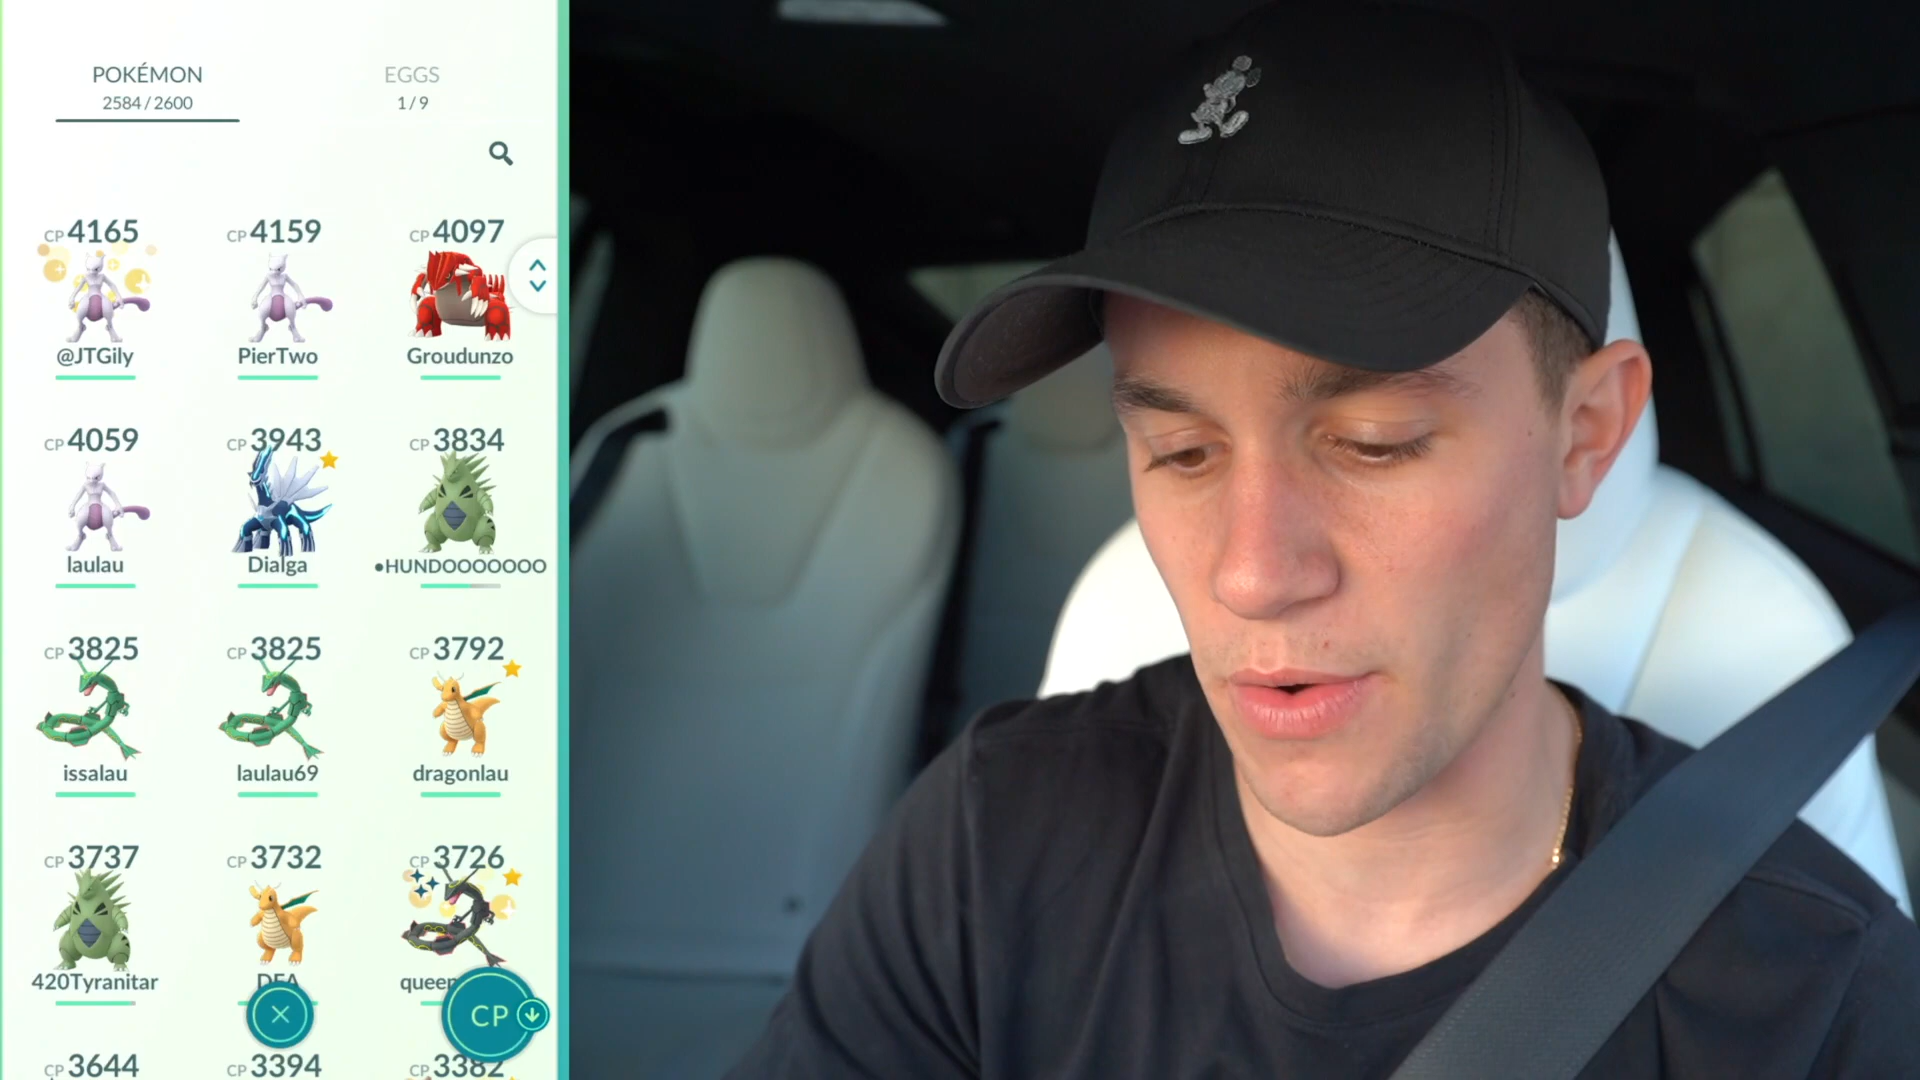 POKÉMON
EGGS
2584 / 2600
1 / 9
CP 4165
CP 4159
CP 4097
@JTGily
PierTwo
Groudunzo
CP 4059
CP 3943
CP 3834
laulau
Dialga
•HUNDOOOOOOO
CP 3825
CP 3825
CP 3792
issalau
laulau69
dragonlau
CP 3737
CP 3732
CP 3726
420Tyranitar
CP
CP 3644
CP 3394
CP 3382